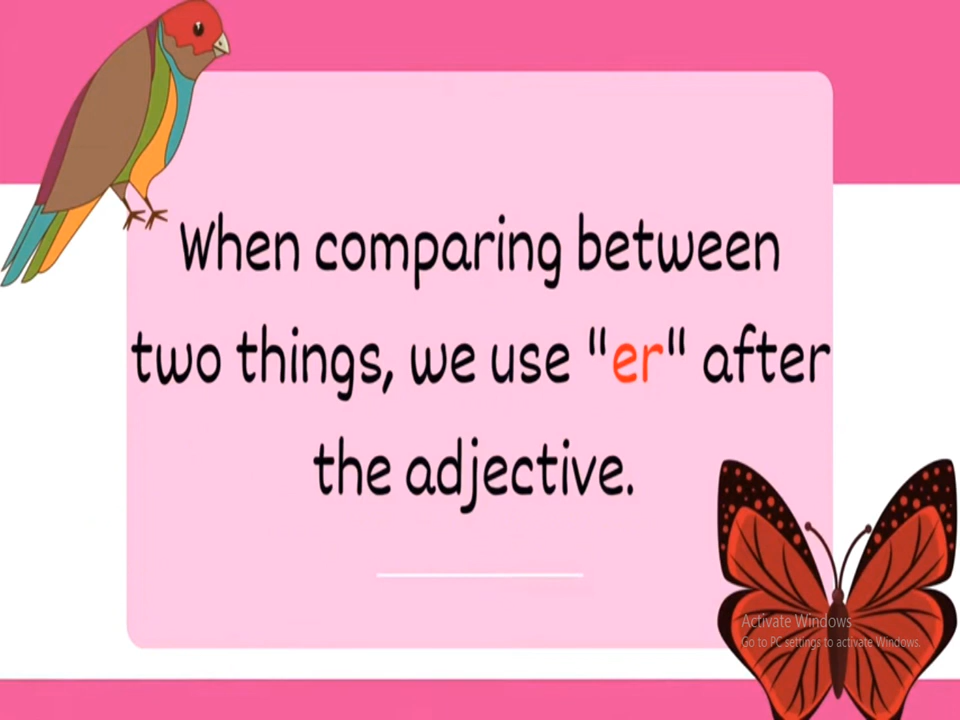 When comparing between
two things, we use "er" after
the adjective.
Activate Windows
Go to PC settings to activate Windows.